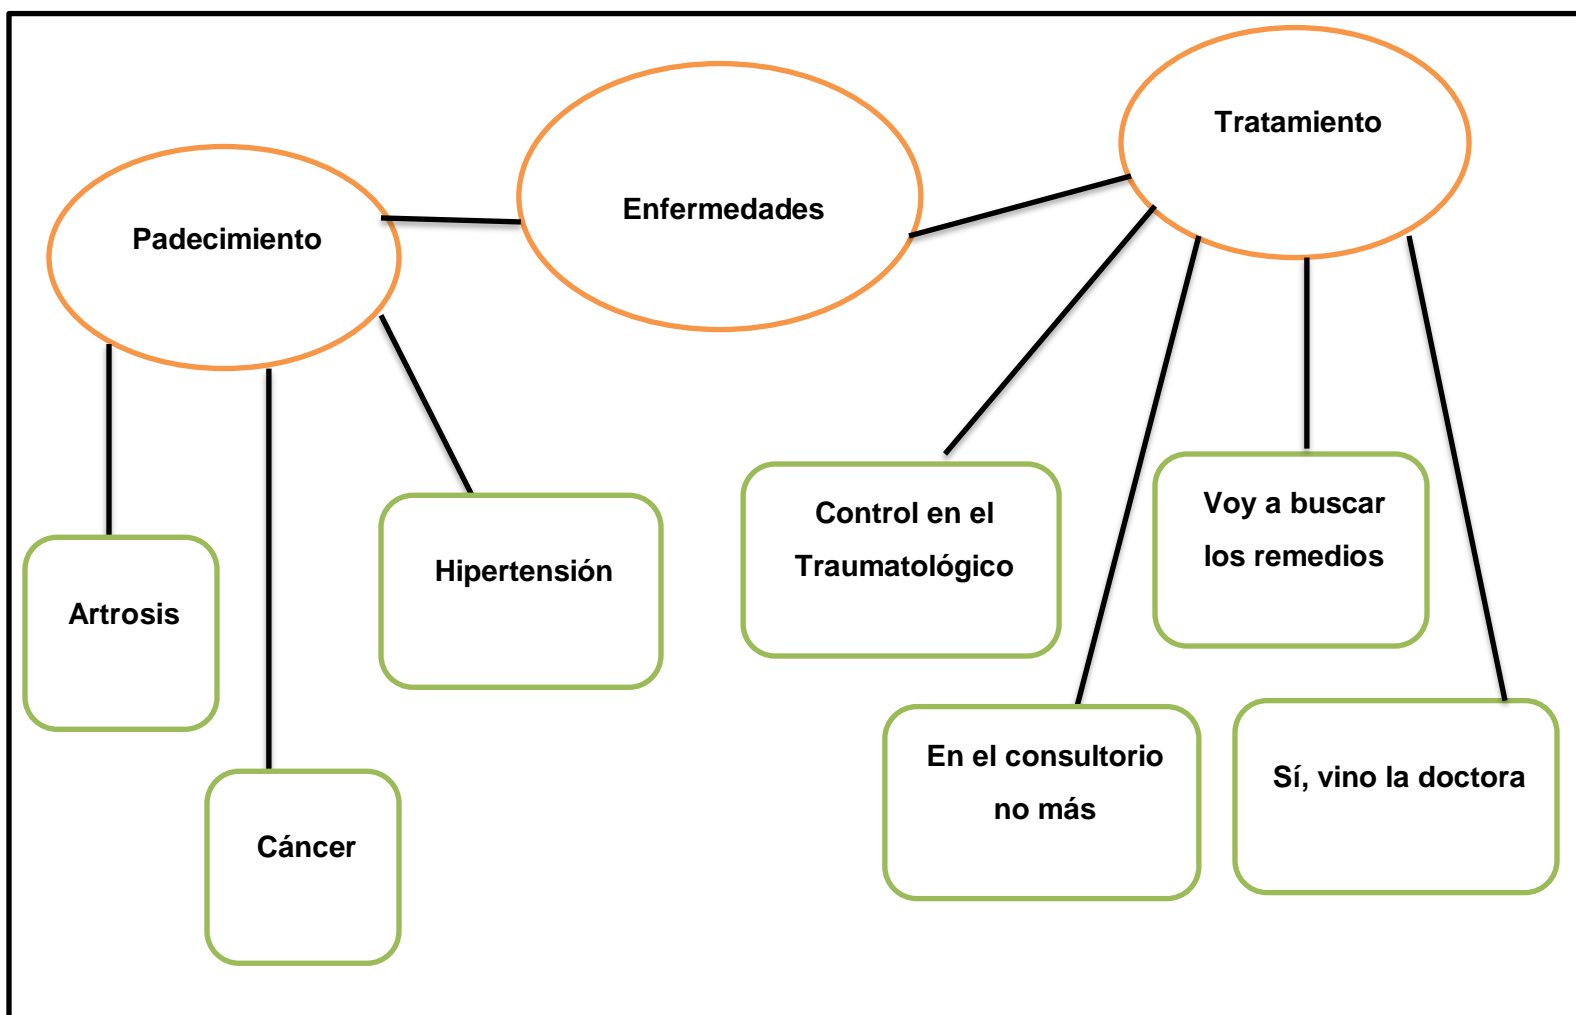 Tratamiento
Enfermedades
Padecimiento
Control en el
Traumatológico
Voy a buscar
los remedios
Hipertensión
Artrosis
En el consultorio
no más
Sí, vino la doctora
Cáncer